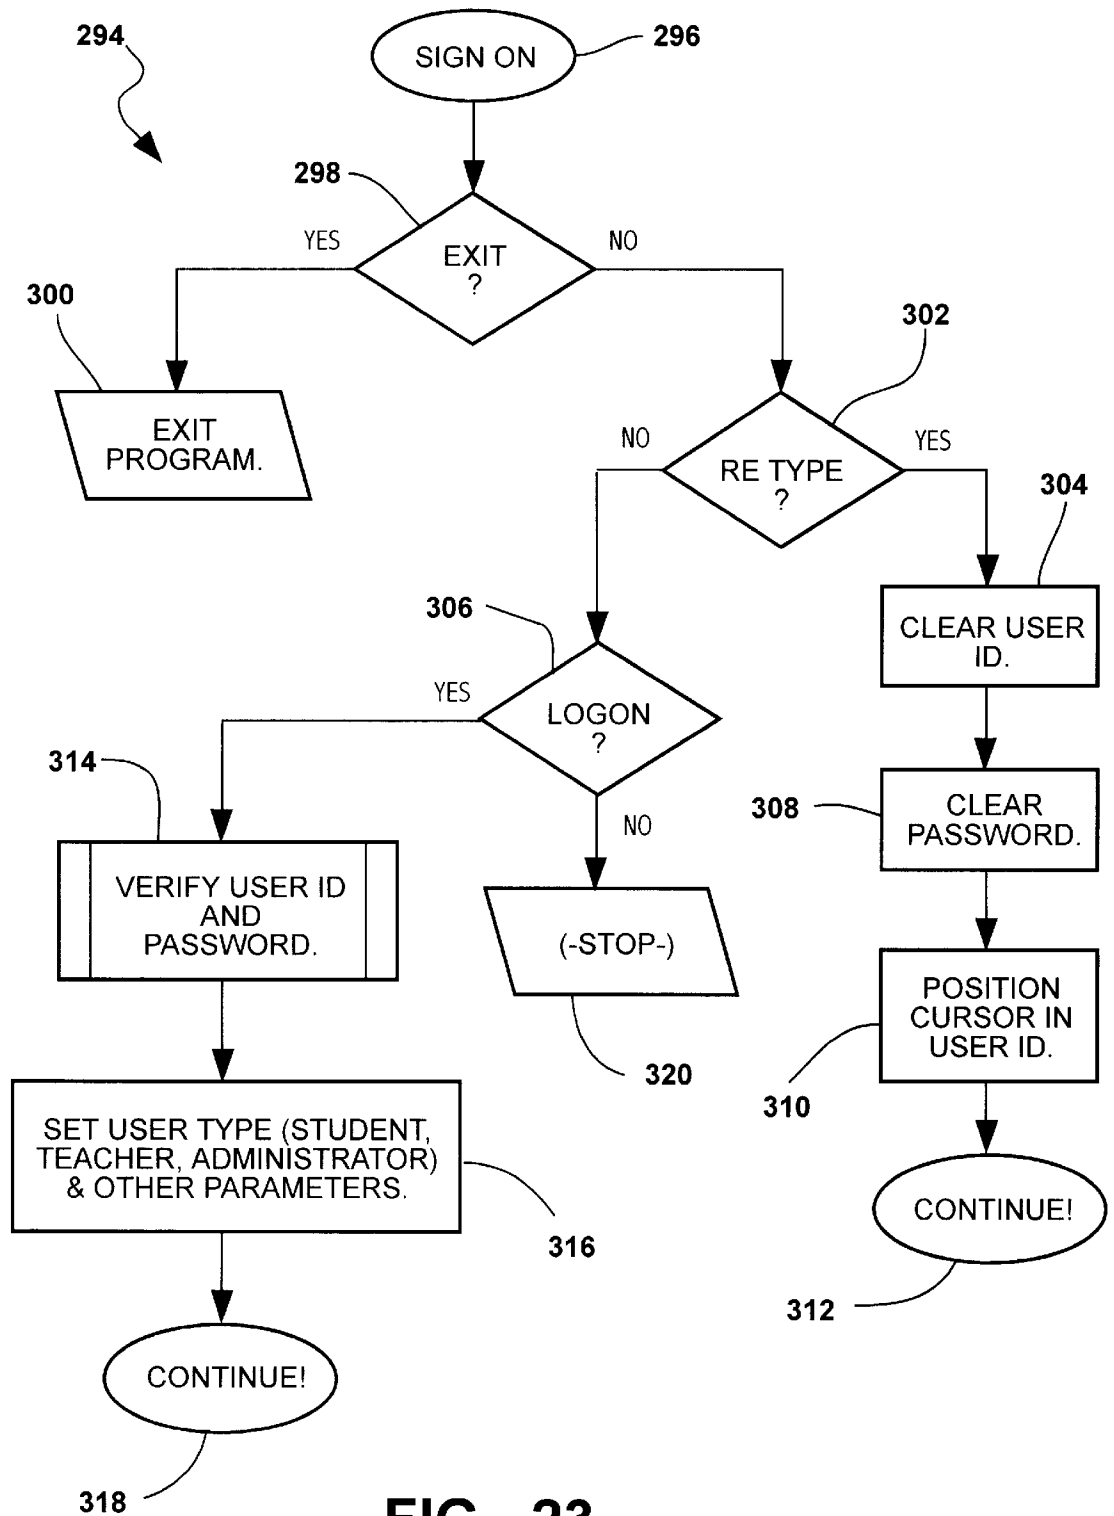 294
SIGN ON
296
298
YES
EXIT
?
NO
300
302
EXIT
PROGRAM.
NO
RE TYPE
?
YES
304
306
CLEAR USER
ID.
YES
LOGON
?
314
308
CLEAR
PASSWORD.
NO
VERIFY USER ID
AND
PASSWORD.
(-STOP-)
POSITION
CURSOR IN
USER ID.
320
310
SET USER TYPE (STUDENT,
TEACHER, ADMINISTRATOR)
& OTHER PARAMETERS.
316
CONTINUE!
312
CONTINUE!
318
FIG. 23